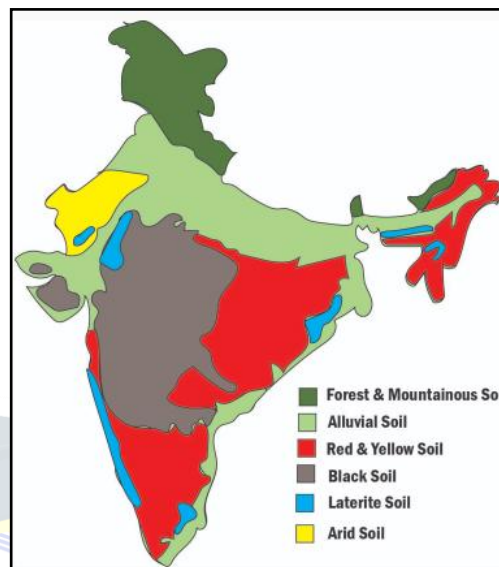 Forest & Mountainous So
Alluvial Soil
Red & Yellow Soil
Black Soil
Laterite Soil
Arid Soil